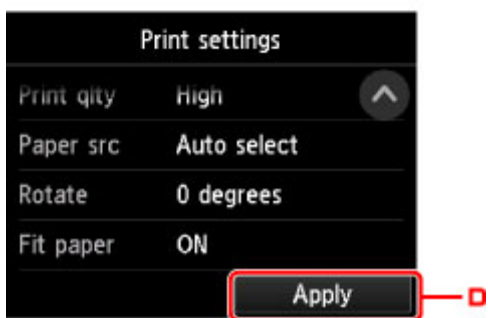 Print settings
Print qlty High
Paper src Auto select
Rotate 0 degrees
Fit paper ON
Apply D